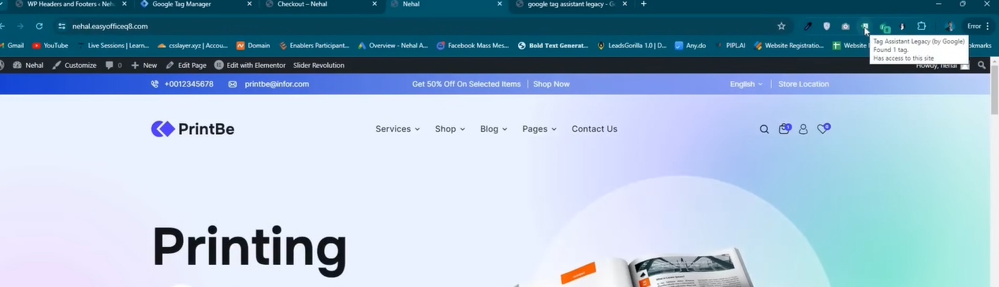 WP Headers and Footers ‹ Neh
Google Tag Manager
Checkout – Nehal
Nehal
google tag assistant legacy - G
nehal.easyofficeq8.com
Error
Gmail
YouTube
Live Sessions | Learn...
csslayer.xyz | Accou...
Domain
Enablers Participant...
Overview - Nehal A...
Facebook Mass Mes...
Bold Text Generat...
LeadsGorilla 1.0 | D...
Any.do
PIPLAI
Website Registratio...
Website
okmarks
Tag Assistant Legacy (by Google)
Found 1 tag.
Has access to this site
Nehal
Customize
0
New
Edit Page
Edit with Elementor
Slider Revolution
Howdy, nehal
+0012345678
printbe@infor.com
Get 50% Off On Selected Items
Shop Now
English
Store Location
PrintBe
Services
Shop
Blog
Pages
Contact Us
1
0
Printing